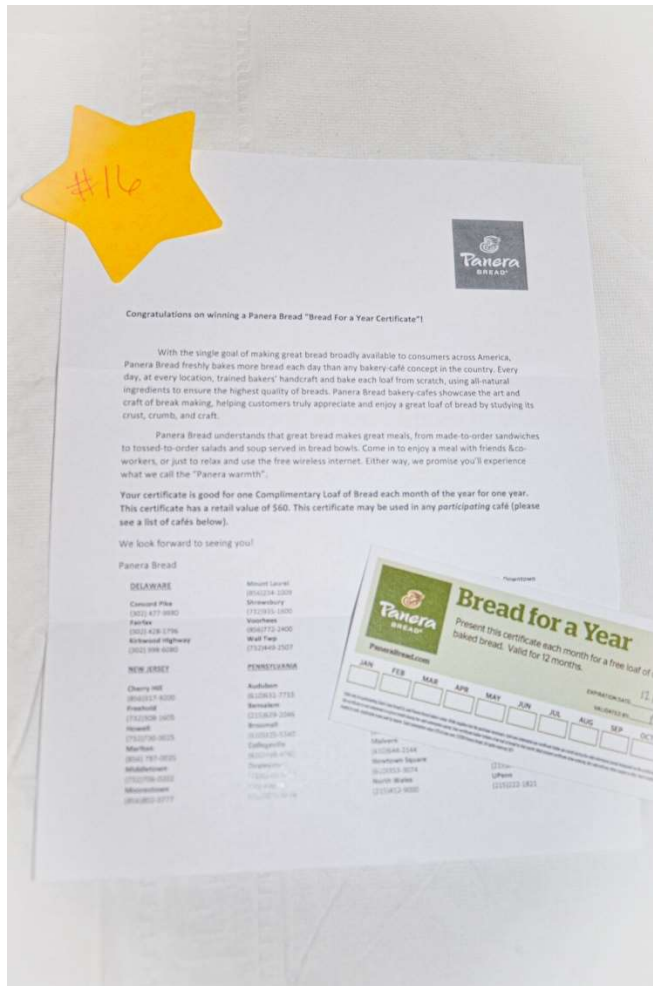 #16
Panera
BREAD®
Congratulations on winning a Panera Bread "Bread For a Year Certificate"!
With the single goal of making great bread broadly available to consumers across America,
Panera Bread freshly bakes more bread each day than any bakery-café concept in the country. Every
day, at every location, trained bakers' handcraft and bake each loaf from scratch, using all-natural
ingredients to ensure the highest quality of breads. Panera Bread bakery-cafes showcase the art and
craft of break making, helping customers truly appreciate and enjoy a great loaf of bread by studying its
crust, crumb, and craft.
Panera Bread understands that great bread makes great meals, from made-to-order sandwiches
to tossed-to-order salads and soup served in bread bowls. Come in to enjoy a meal with friends &co-
workers, or just to relax and use the free wireless internet. Either way, we promise you'll experience
what we call the "Panera warmth".
Your certificate is good for one Complimentary Loaf of Bread each month of the year for one year.
This certificate has a retail value of $60. This certificate may be used in any participating café (please
see a list of cafés below).
We look forward to seeing you!
Panera Bread
DELAWARE
Concord Pike
Fairfax
Kirkwood Highway
NEW JERSEY
Cherry Hill
Freehold
Howell
Marlton
Middletown
Moorestown
Mount Laurel
Shrewsbury
Voorhees
Wall Twp
PENNSYLVANIA
Audubon
Bensalem
Broomall
Collegeville
Newtown Square
North Wales
UPenn
Panera
BREAD®
PaneraBread.com
Bread for a Year
Present this certificate each month for a free loaf of
baked bread. Valid for 12 months.
EXPIRATION DATE 12
VALIDATED BY
JAN FEB MAR APR MAY JUN JUL AUG SEP OCT